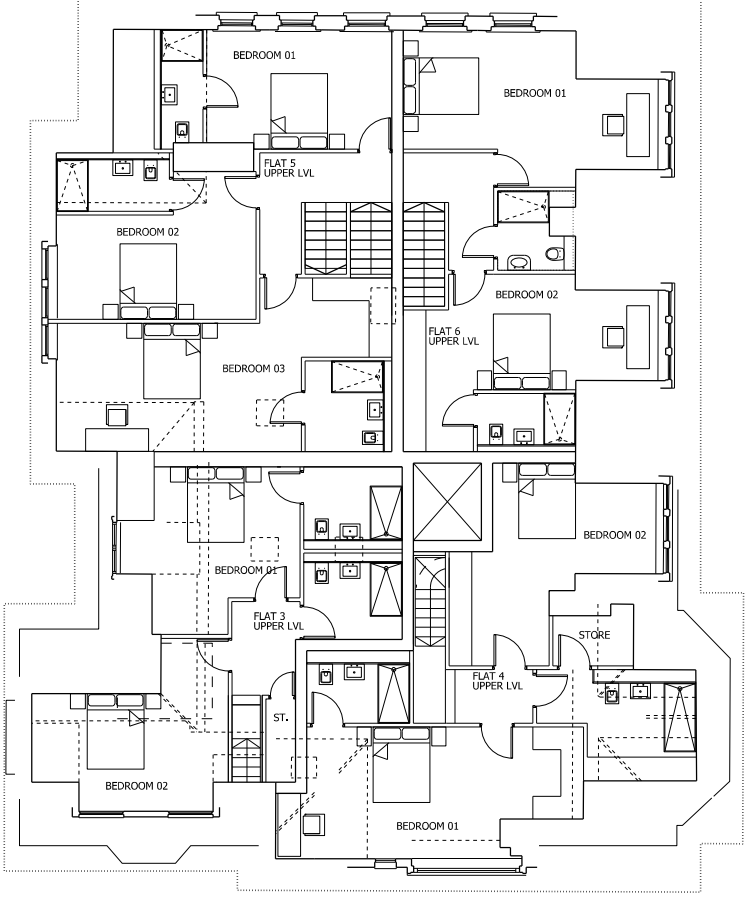 BEDROOM 01
BEDROOM 01
FLAT 5
UPPER LVL
BEDROOM 02
BEDROOM 02
FLAT 6
UPPER LVL
BEDROOM 03
BEDROOM 02
BEDROOM 01
FLAT 3
UPPER LVL
STORE
FLAT 4
UPPER LVL
ST.
BEDROOM 02
BEDROOM 01